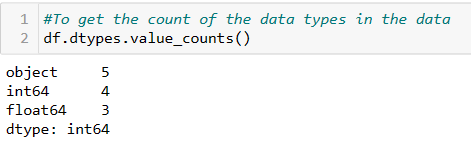 1 #To get the count of the data types in the data
2 df.dtypes.value_counts()
object 5
int64 4
float64 3
dtype: int64